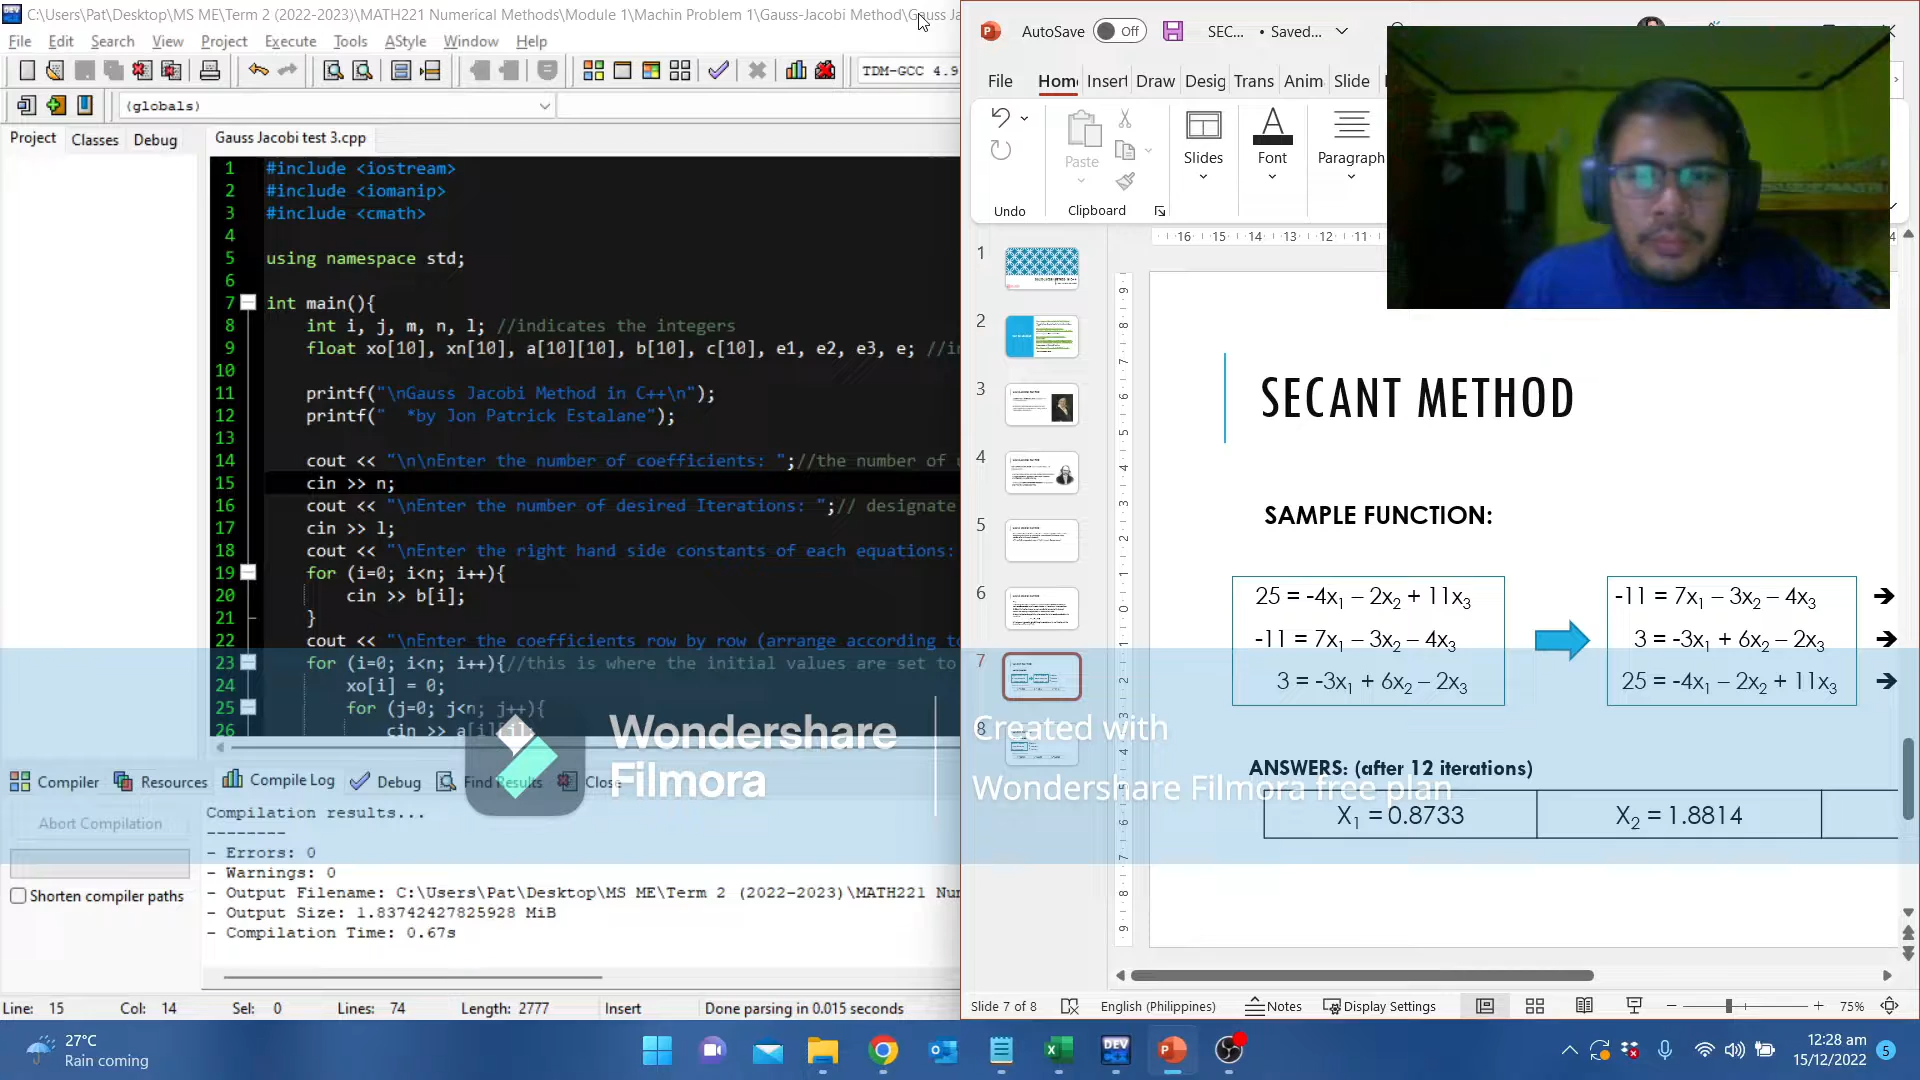 C:\Users\Pat\Desktop\MS ME\Term 2 (2022-2023)\MATH221 Numerical Methods\Module 1\Machin Problem 1\Gauss-Jacobi Method\Gauss Ja
File Edit Search View Project Execute Tools AStyle Window Help
TDM-GCC 4.9
(globals)
Project Classes Debug
Gauss Jacobi test 3.cpp
1 #include <iostream>
2 #include <iomanip>
3 #include <cmath>
4
5 using namespace std;
6
7 int main(){
8 int i, j, m, n, l; //indicates the integers
9 float xo[10], xn[10], a[10][10], b[10], c[10], e1, e2, e3, e; //i
10
11 printf("\nGauss Jacobi Method in C++\n");
12 printf("  *by Jon Patrick Estalane");
13
14 cout << "\n\nEnter the number of coefficients: ";//the number of
15 cin >> n;
16 cout << "\nEnter the number of desired Iterations: ";// designate
17 cin >> l;
18 cout << "\nEnter the right hand side constants of each equations:
19 for (i=0; i<n; i++){
20 cin >> b[i];
21 }
22 cout << "\nEnter the coefficients row by row (arrange according to
23 for (i=0; i<n; i++){//this is where the initial values are set to
24 xo[i] = 0;
25 for (j=0; j<n; j++){
26 cin >> a[i][j];
Compiler Resources Compile Log Debug Find Results Close
Abort Compilation
Shorten compiler paths
Compilation results...
--------
- Errors: 0
- Warnings: 0
- Output Filename: C:\Users\Pat\Desktop\MS ME\Term 2 (2022-2023)\MATH221 Nu
- Output Size: 1.83742427825928 MiB
- Compilation Time: 0.67s
Line: 15 Col: 14 Sel: 0 Lines: 74 Length: 2777 Insert Done parsing in 0.015 seconds
AutoSave Off SEC... • Saved...
File Home Insert Draw Desig Trans Anim Slide
Paste Slides Font Paragraph
Undo Clipboard
16 15 14 13 12 11
1
2
3
4
5
6
7
8
SECANT METHOD
SAMPLE FUNCTION:
25 = -4x₁ – 2x₂ + 11x₃
-11 = 7x₁ – 3x₂ – 4x₃
3 = -3x₁ + 6x₂ – 2x₃
-11 = 7x₁ – 3x₂ – 4x₃
3 = -3x₁ + 6x₂ – 2x₃
25 = -4x₁ – 2x₂ + 11x₃
ANSWERS: (after 12 iterations)
X₁ = 0.8733 X₂ = 1.8814
Wondershare
Filmora
Created with
Wondershare Filmora free plan
Slide 7 of 8 English (Philippines) Notes Display Settings 75%
27°C
Rain coming
12:28 am
15/12/2022
5